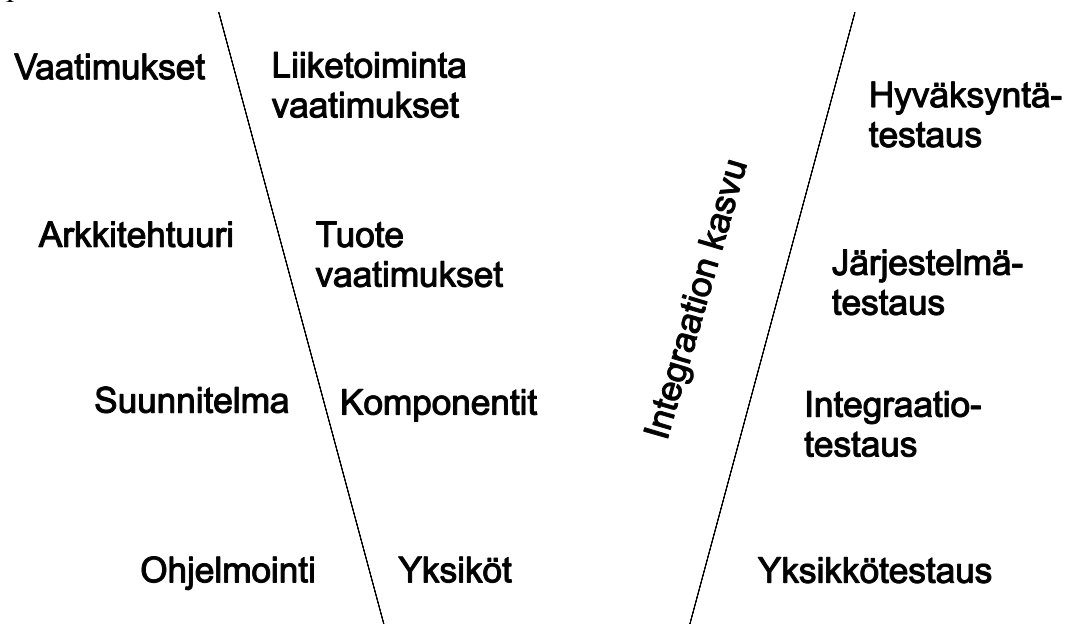 Vaatimukset
Liiketoiminta
vaatimukset
Hyväksyntä-
testaus
Arkkitehtuuri
Tuote
vaatimukset
Integraation kasvu
Järjestelmä-
testaus
Suunnitelma
Komponentit
Integraatio-
testaus
Ohjelmointi
Yksiköt
Yksikkötestaus